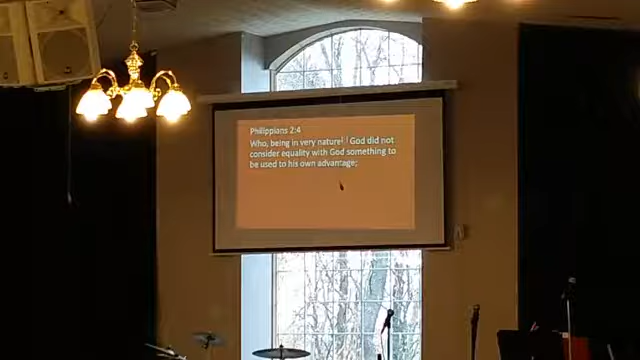 Philippians 2:4
Who, being in very nature[ ] God did not
consider equality with God something to
be used to his own advantage;